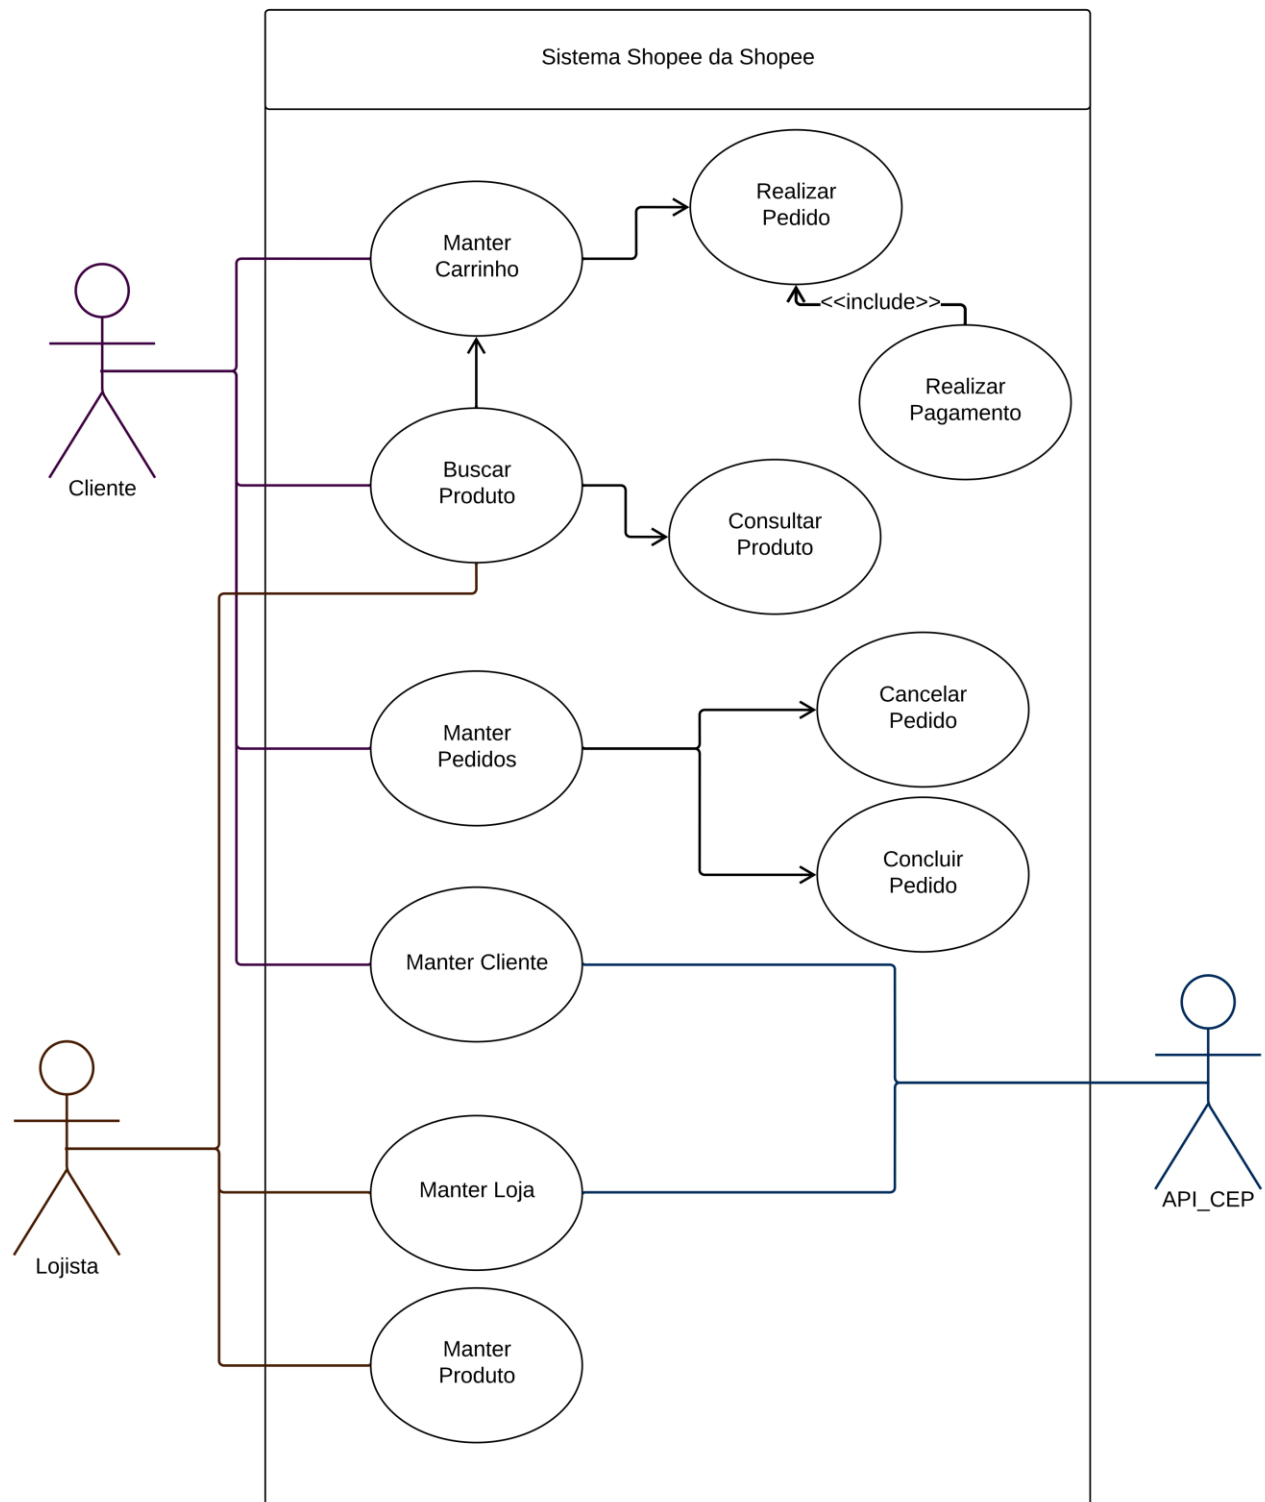 Sistema Shopee da Shopee
Realizar
Pedido
Manter
Carrinho
<<include>>
Realizar
Pagamento
Cliente
Buscar
Produto
Consultar
Produto
Cancelar
Pedido
Manter
Pedidos
Concluir
Pedido
Manter Cliente
Manter Loja
API_CEP
Lojista
Manter
Produto